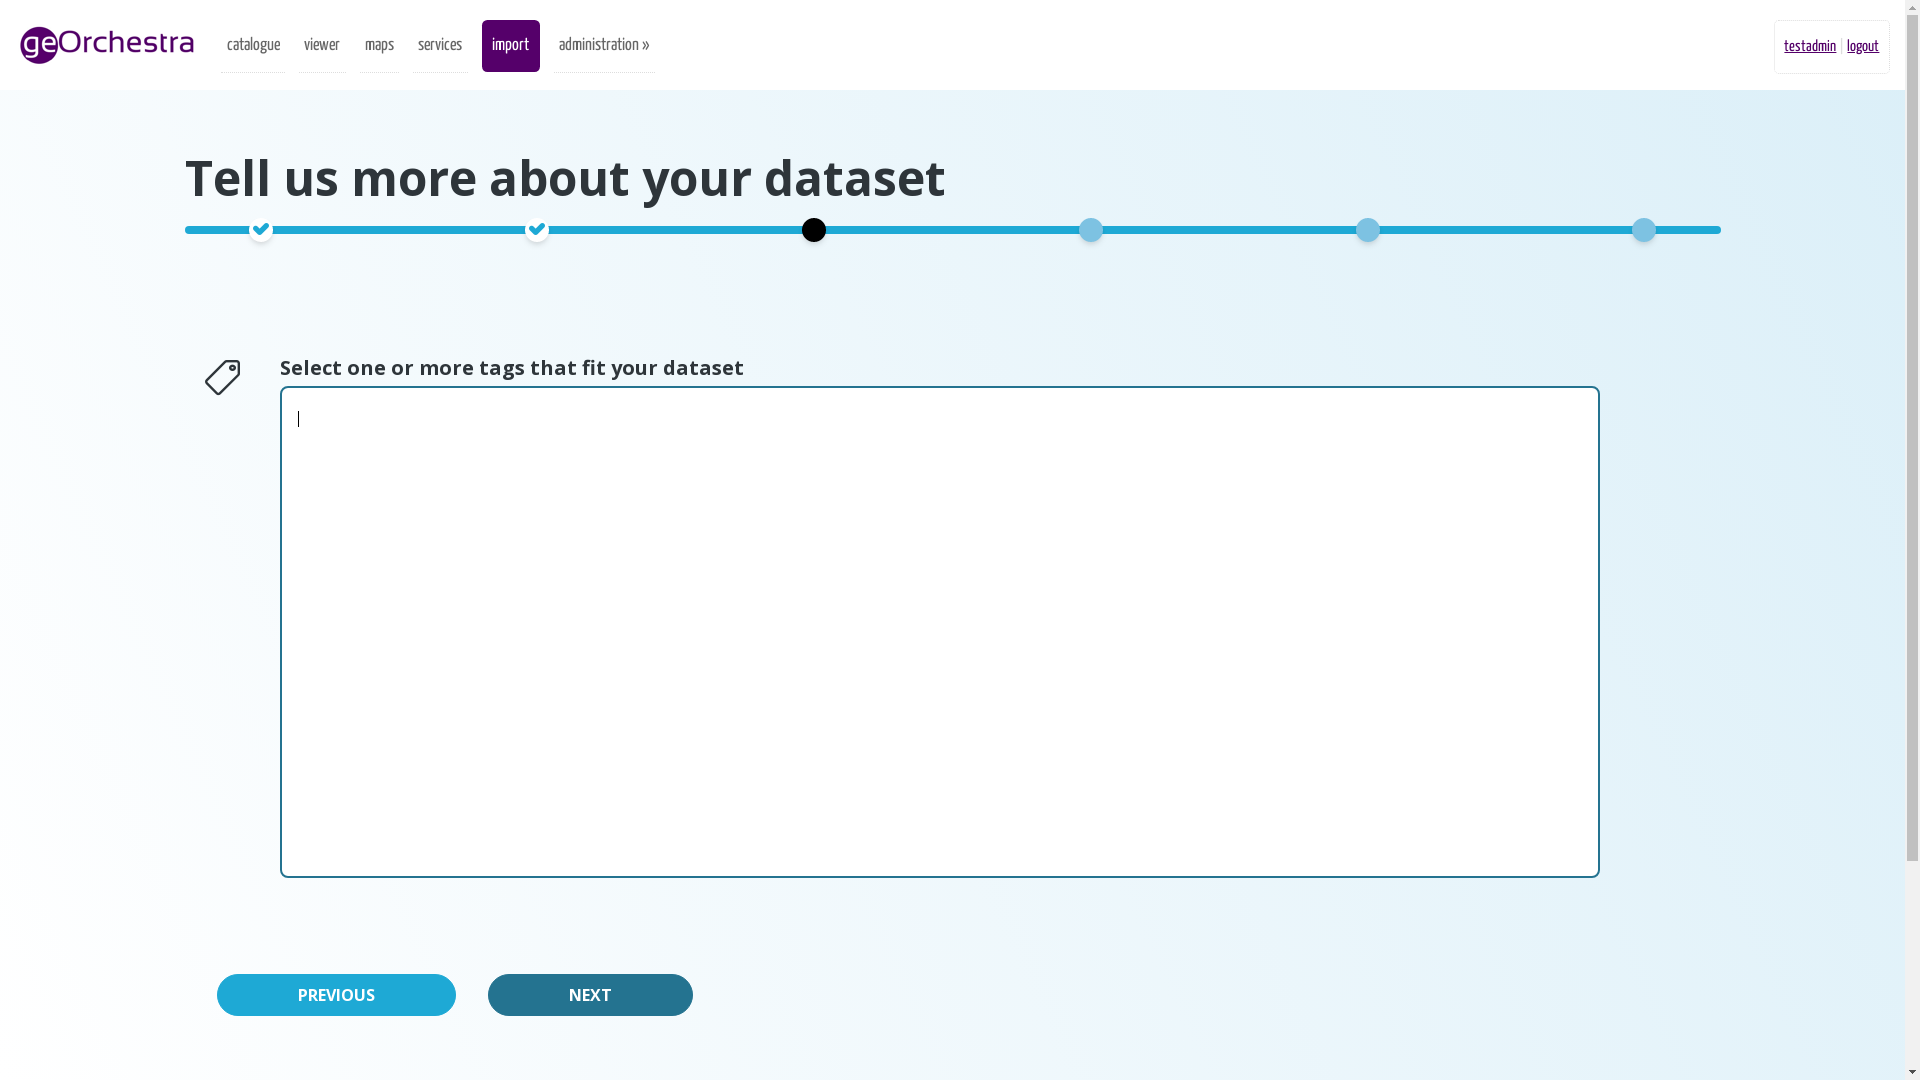 geOrchestra
catalogue
viewer
maps
services
import
administration »
testadmin | logout
Tell us more about your dataset
Select one or more tags that fit your dataset
PREVIOUS
NEXT